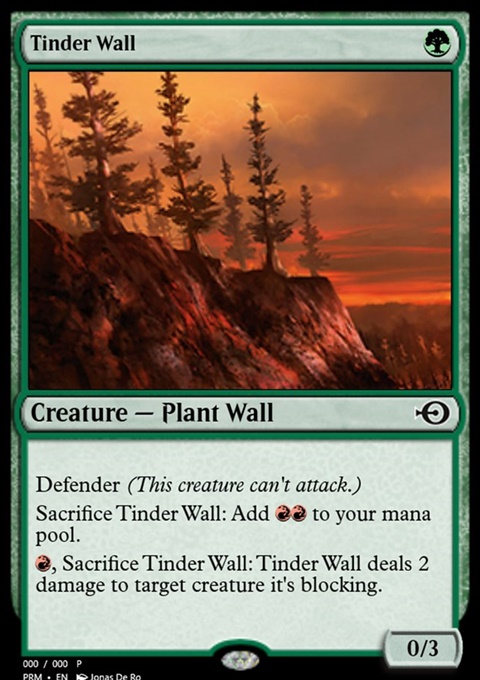 Tinder Wall
Creature — Plant Wall
Defender (This creature can't attack.)
Sacrifice Tinder Wall: Add to your mana
pool.
, Sacrifice Tinder Wall: Tinder Wall deals 2
damage to target creature it's blocking.
0/3
000 / 000 P
PRM • EN Jonas De Ro